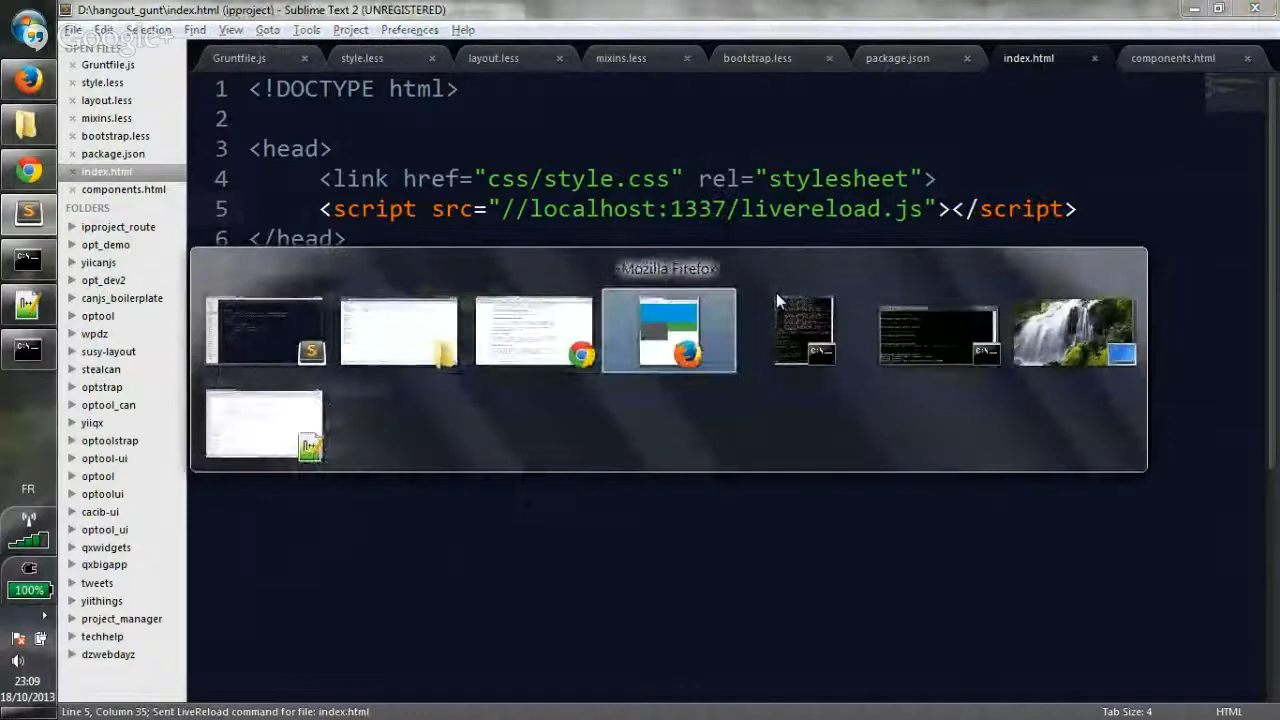 D:\hangout_gunt\index.html (ipproject) - Sublime Text 2 (UNREGISTERED)
File Edit Selection Find View Goto Tools Project Preferences Help
Google+
OPEN FILES
Gruntfile.js
style.less
layout.less
mixins.less
bootstrap.less
package.json
index.html
components.html
FOLDERS
ipproject_route
opt_demo
yiicanjs
opt_dev2
canjs_boilerplate
optool
wpdz
susy-layout
stealcan
optstrap
optool_can
yiiqx
optoolstrap
optool-ui
optool
optoolui
cacib-ui
optool_ui
qxwidgets
qxbigapp
tweets
yiithings
project_manager
techhelp
dzwebdayz
Gruntfile.js style.less layout.less mixins.less bootstrap.less package.json index.html components.html
1 <!DOCTYPE html>
2
3 <head>
4 <link href="css/style.css" rel="stylesheet">
5 <script src="//localhost:1337/livereload.js"></script>
6 </head>
Mozilla Firefox
FR
100%
23:09
18/10/2013
Line 5, Column 35; Sent LiveReload command for file: index.html
Tab Size: 4
HTML